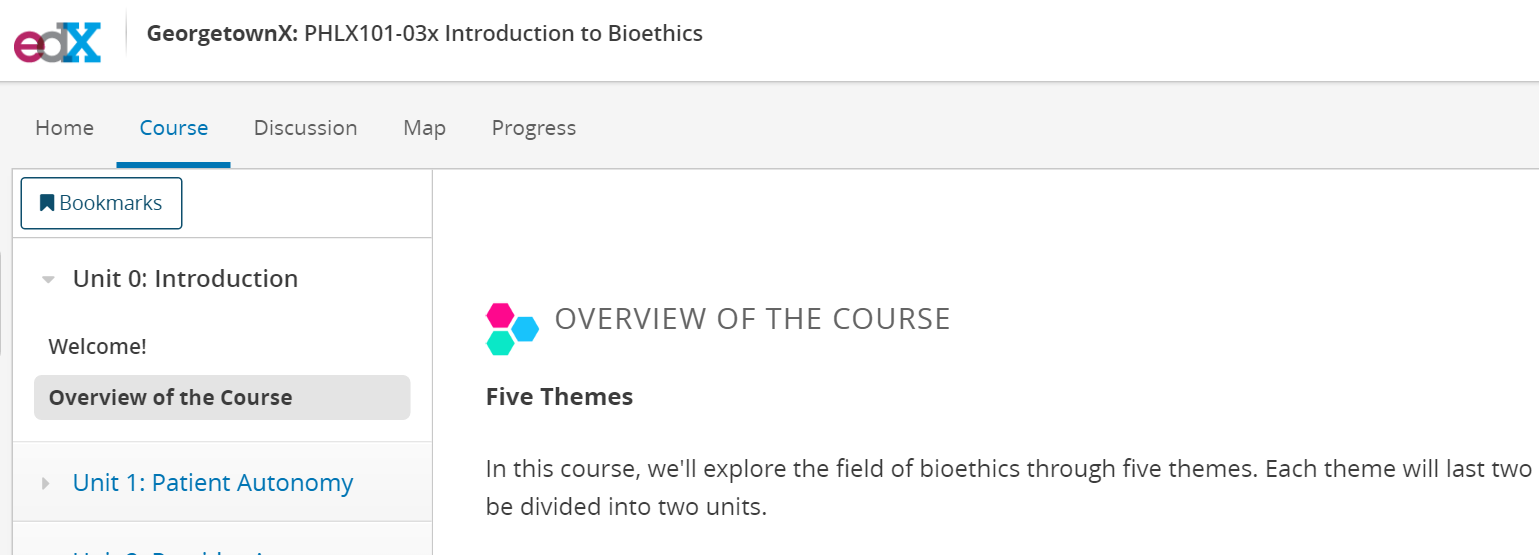 edX
GeorgetownX: PHLX101-03x Introduction to Bioethics
Home Course Discussion Map Progress
Bookmarks
Unit 0: Introduction
Welcome!
Overview of the Course
Unit 1: Patient Autonomy
OVERVIEW OF THE COURSE
Five Themes
In this course, we'll explore the field of bioethics through five themes. Each theme will last two
be divided into two units.